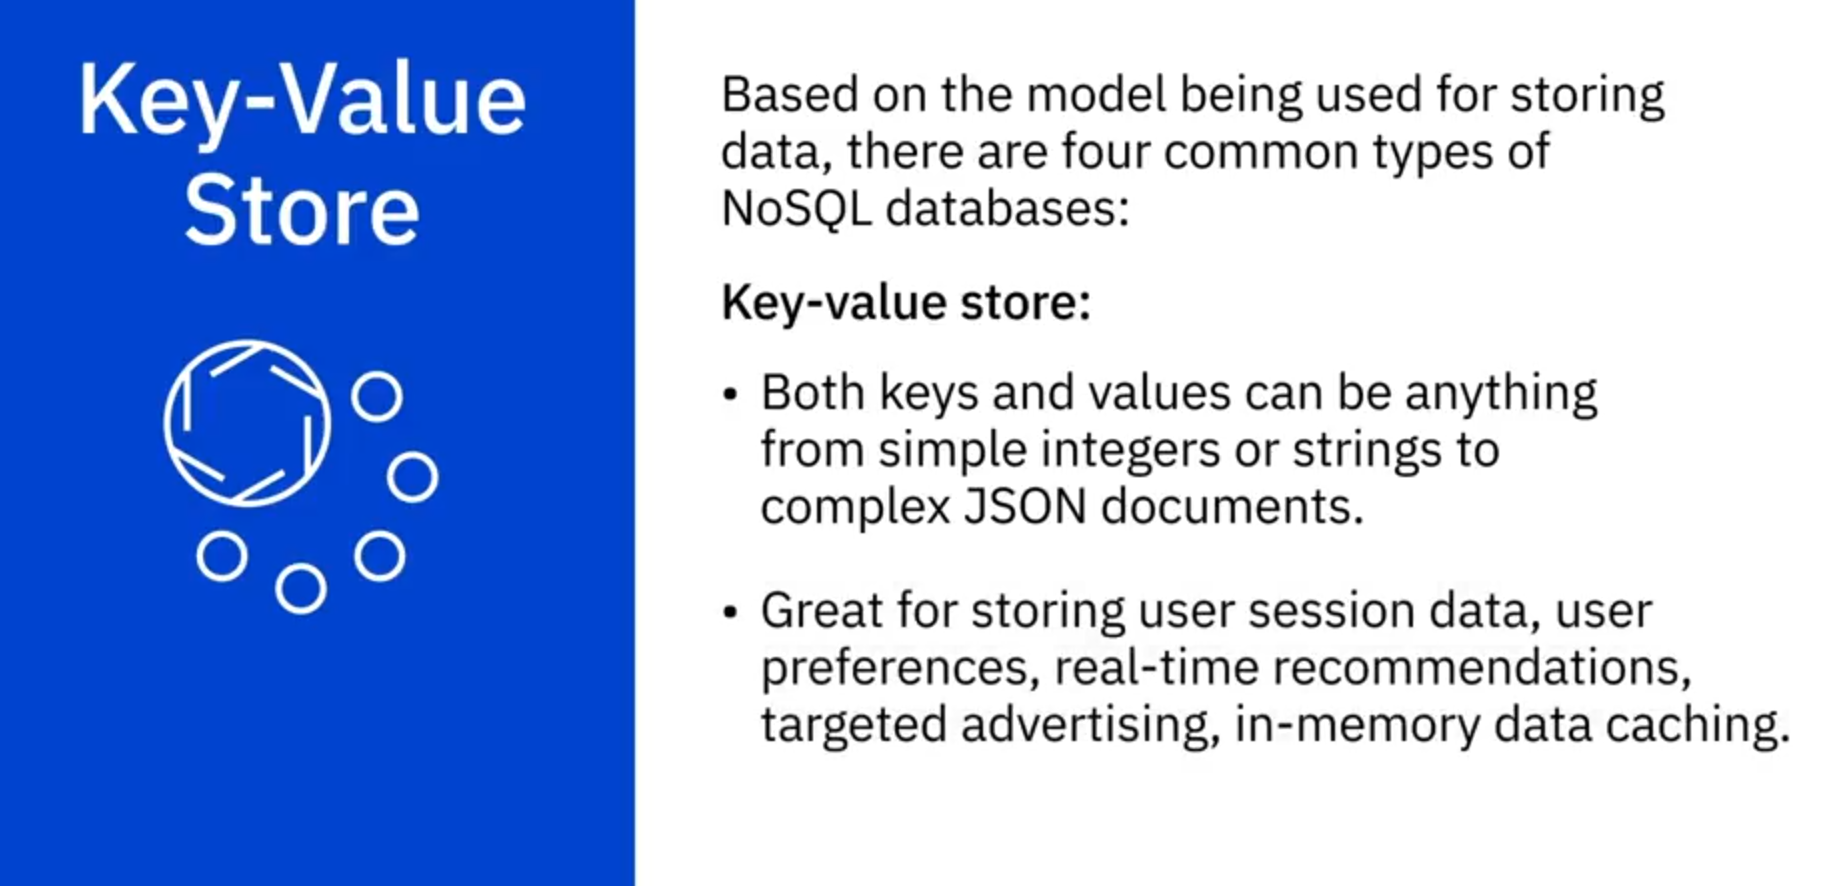 Key-Value
Store
Based on the model being used for storing
data, there are four common types of
NoSQL databases:
Key-value store:
• Both keys and values can be anything
from simple integers or strings to
complex JSON documents.
• Great for storing user session data, user
preferences, real-time recommendations,
targeted advertising, in-memory data caching.